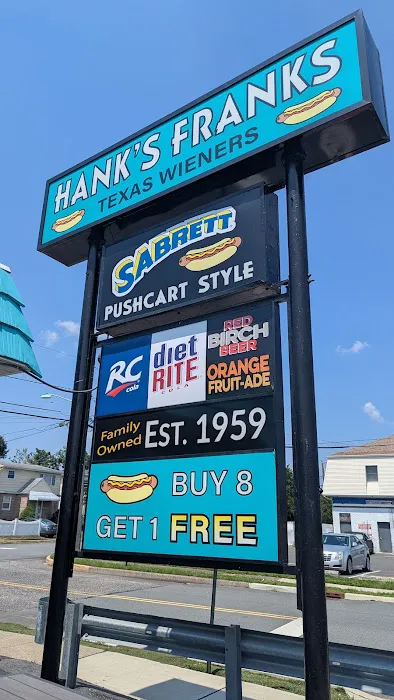 HANK'S FRANKS
TEXAS WIENERS
SABRETT
PUSHCART STYLE
RC
cola
diet
RITE
COLA
RED
BIRCH
BEER
ORANGE
FRUIT-ADE
Family
Owned
EST. 1959
BUY 8
GET 1 FREE